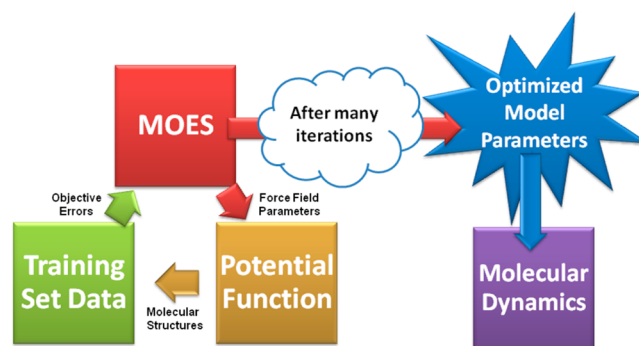 MOES
After many
iterations
Optimized
Model
Parameters
Objective
Errors
Force Field
Parameters
Training
Set Data
Molecular
Structures
Potential
Function
Molecular
Dynamics